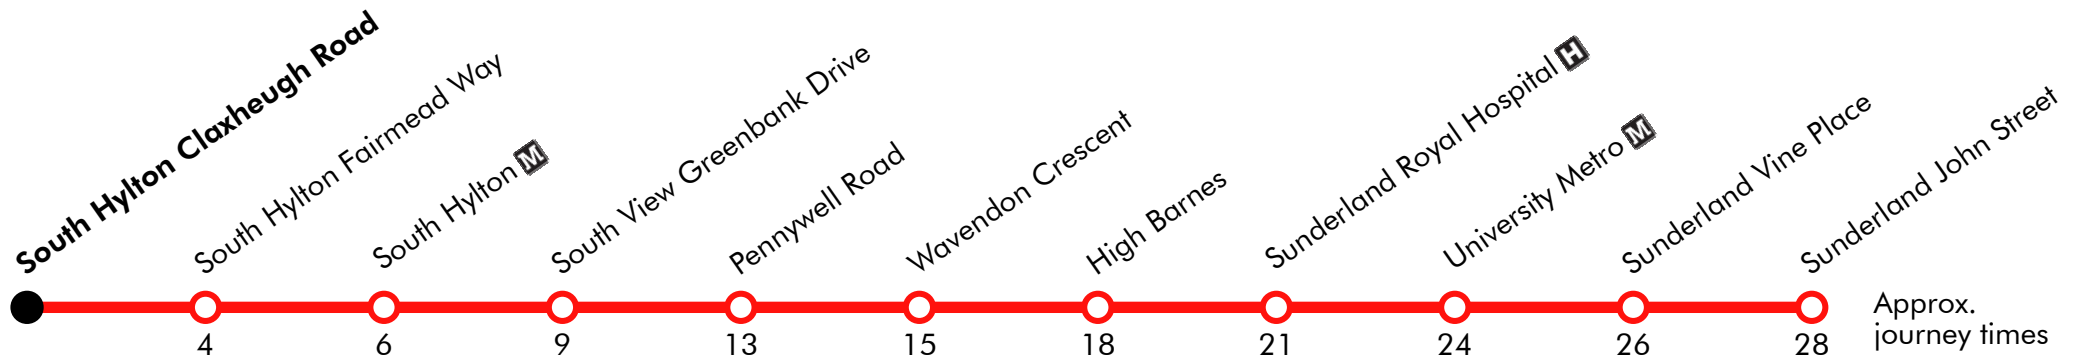 South Hylton Claxheugh Road
South Hylton Fairmead Way
South Hylton M
South View Greenbank Drive
Pennywell Road
Wavendon Crescent
High Barnes
Sunderland Royal Hospital H
University Metro M
Sunderland Vine Place
Sunderland John Street
4 6 9 13 15 18 21 24 26 28
Approx.
journey times